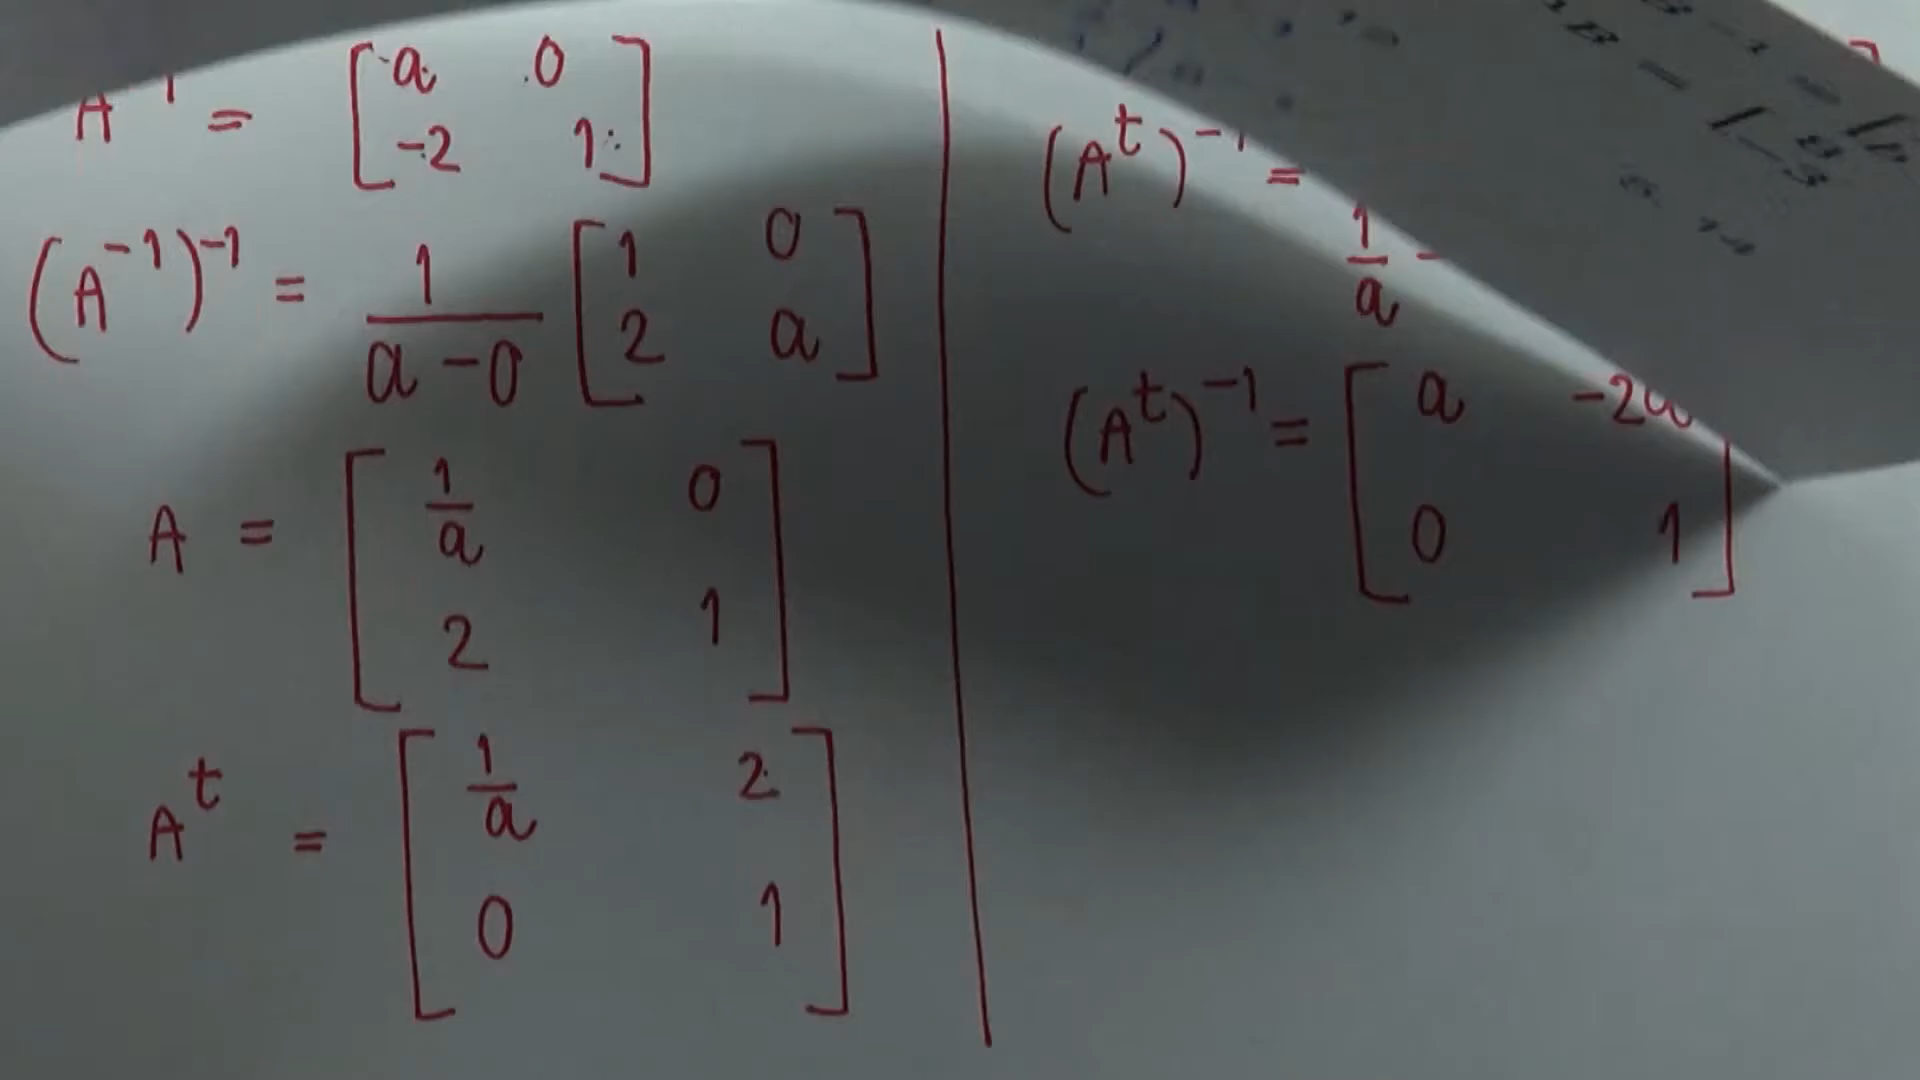 A⁻¹ = [ a 0
-2 1 ]
(A⁻¹)⁻¹ = 1/(a-0) [ 1 0
2 a ]
A = [ 1/a 0
2 1 ]
Aᵗ = [ 1/a 2
0 1 ]
(Aᵗ)⁻¹ =
1/a -
(Aᵗ)⁻¹ = [ a -2a
0 1 ]